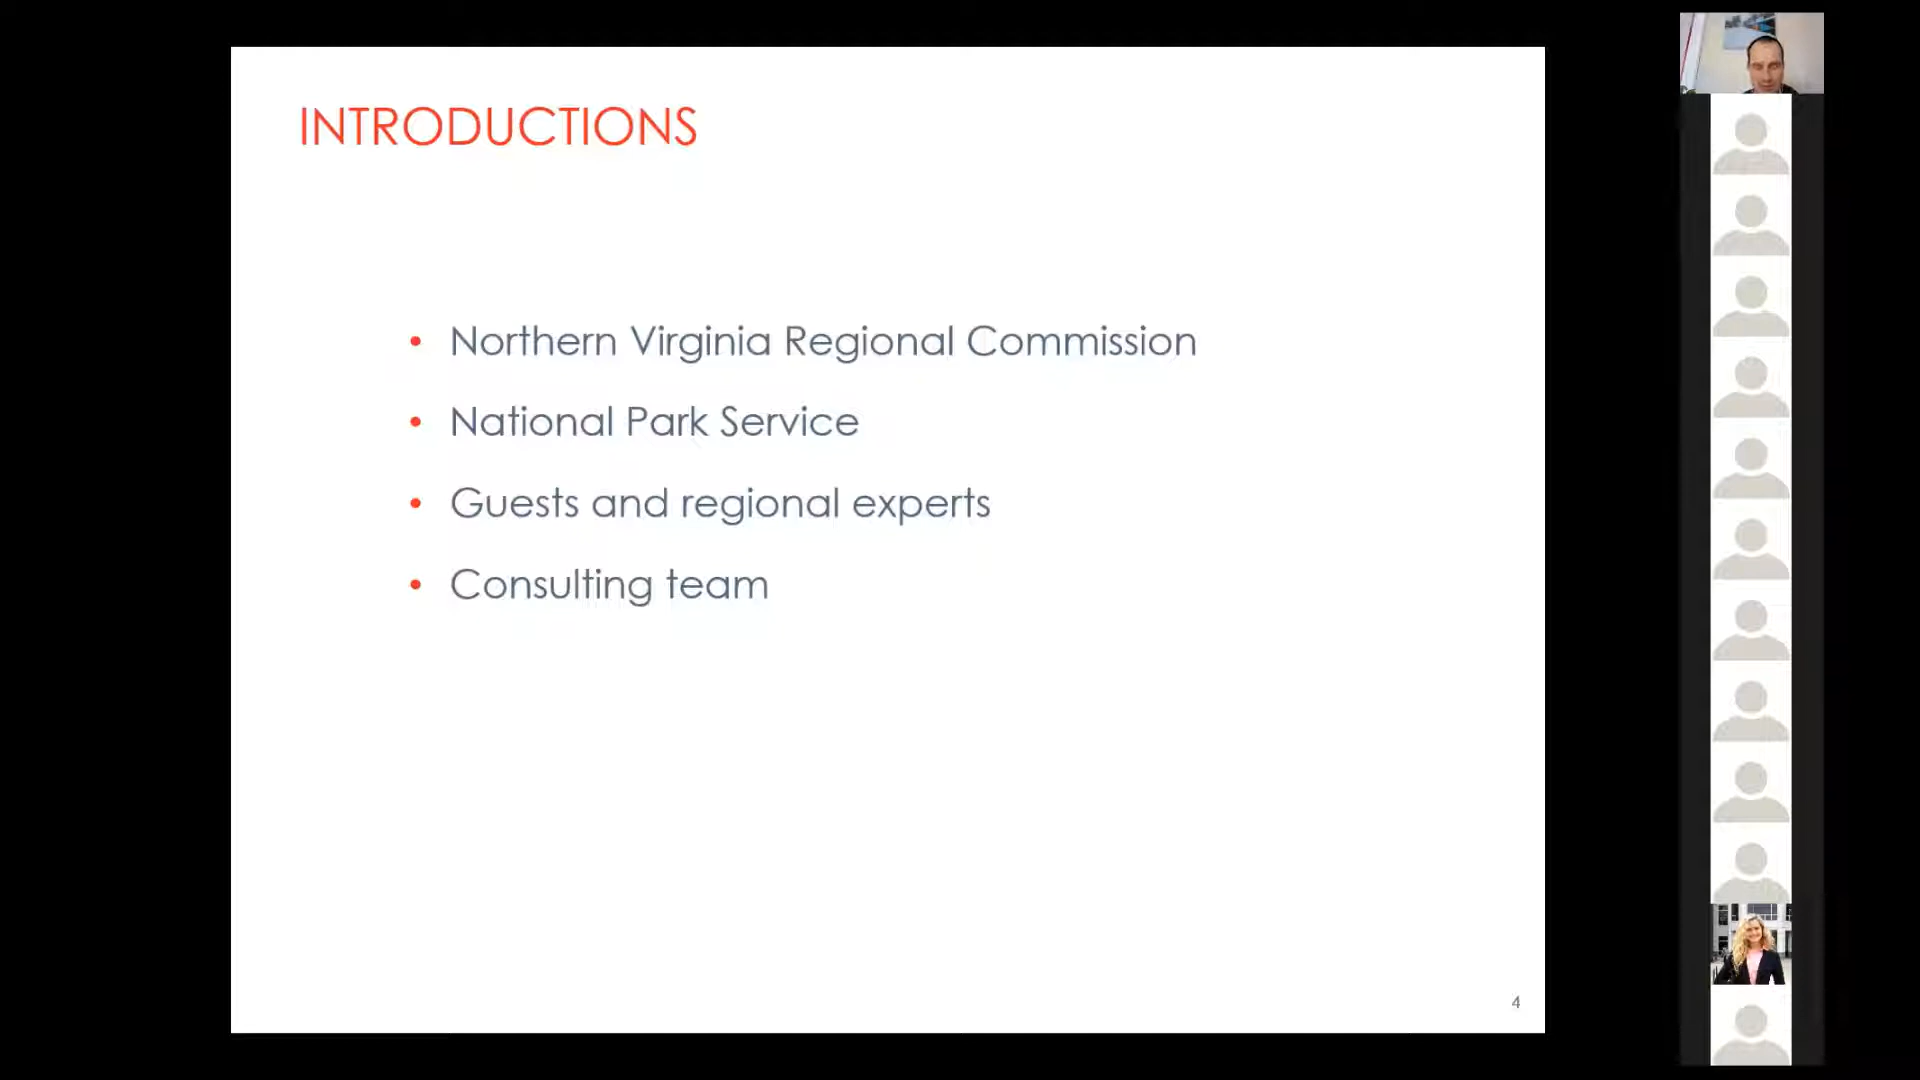 INTRODUCTIONS
• Northern Virginia Regional Commission
• National Park Service
• Guests and regional experts
• Consulting team
4